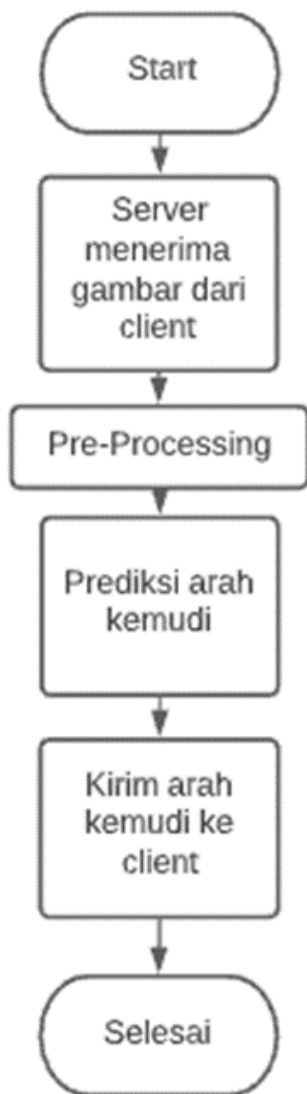 Start
Server
menerima
gambar dari
client
Pre-Processing
Prediksi arah
kemudi
Kirim arah
kemudi ke
client
Selesai